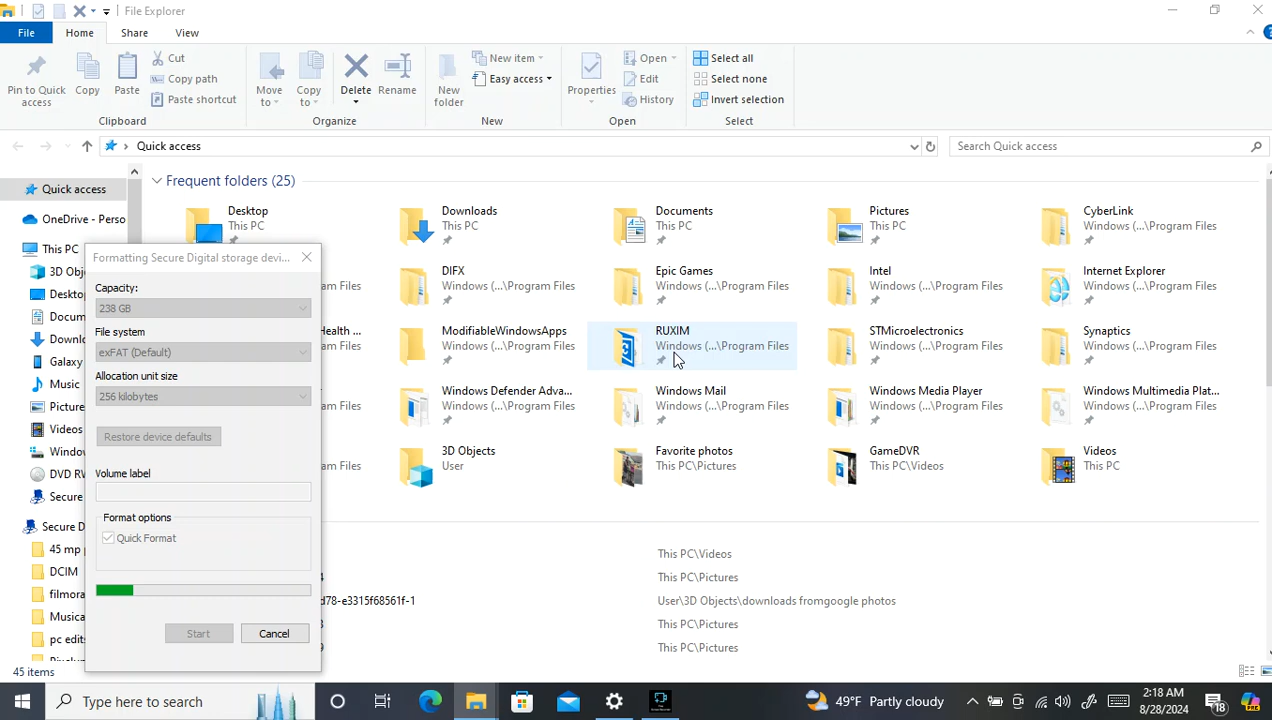 File Explorer
File Home Share View
Pin to Quick access
Copy
Paste
Cut
Copy path
Paste shortcut
Clipboard
Move to
Copy to
Delete
Rename
Organize
New folder
New item
Easy access
New
Properties
Open
Edit
History
Open
Select all
Select none
Invert selection
Select
Quick access
Search Quick access
Quick access
OneDrive - Perso
This PC
3D Obj
Desktop
Docum
Downlo
Galaxy
Music
Picture
Videos
Window
DVD RW
Secure
Secure D
45 mp p
DCIM
filmora
Musica
pc edits
Frequent folders (25)
Desktop
This PC
Downloads
This PC
Documents
This PC
Pictures
This PC
CyberLink
Windows (...\Program Files
am Files
DIFX
Windows (...\Program Files
Epic Games
Windows (...\Program Files
Intel
Windows (...\Program Files
Internet Explorer
Windows (...\Program Files
Health ...
am Files
ModifiableWindowsApps
Windows (...\Program Files
RUXIM
Windows (...\Program Files
STMicroelectronics
Windows (...\Program Files
Synaptics
Windows (...\Program Files
am Files
Windows Defender Adva...
Windows (...\Program Files
Windows Mail
Windows (...\Program Files
Windows Media Player
Windows (...\Program Files
Windows Multimedia Plat...
Windows (...\Program Files
am Files
3D Objects
User
Favorite photos
This PC\Pictures
GameDVR
This PC\Videos
Videos
This PC
This PC\Videos
4 This PC\Pictures
d78-e3315f68561f-1 User\3D Objects\downloads fromgoogle photos
3 This PC\Pictures
9 This PC\Pictures
Formatting Secure Digital storage devi...
Capacity:
238 GB
File system
exFAT (Default)
Allocation unit size
256 kilobytes
Restore device defaults
Volume label
Format options
Quick Format
Start Cancel
45 items
Type here to search
49°F Partly cloudy
2:18 AM
8/28/2024
18
PRE